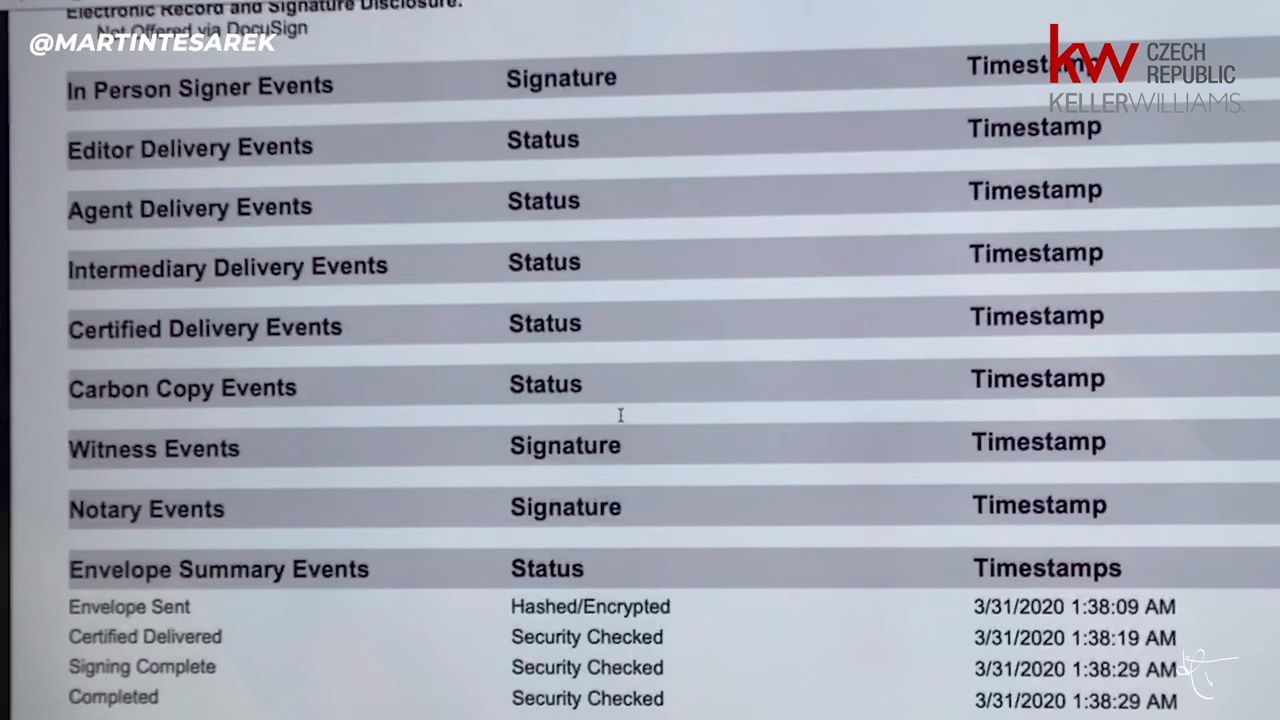 Electronic Record and Signature Disclosure:
Not Offered via DocuSign
@MARTINTESAREK
kw CZECH REPUBLIC
KELLERWILLIAMS.
In Person Signer Events Signature Timestamp
Editor Delivery Events Status Timestamp
Agent Delivery Events Status Timestamp
Intermediary Delivery Events Status Timestamp
Certified Delivery Events Status Timestamp
Carbon Copy Events Status Timestamp
Witness Events Signature Timestamp
Notary Events Signature Timestamp
Envelope Summary Events Status Timestamps
Envelope Sent Hashed/Encrypted 3/31/2020 1:38:09 AM
Certified Delivered Security Checked 3/31/2020 1:38:19 AM
Signing Complete Security Checked 3/31/2020 1:38:29 AM
Completed Security Checked 3/31/2020 1:38:29 AM